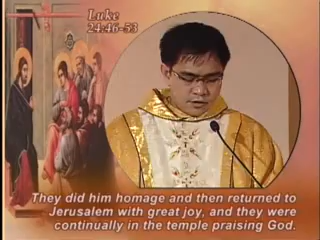 Luke
24:46-53
They did him homage and then returned to
Jerusalem with great joy, and they were
continually in the temple praising God.